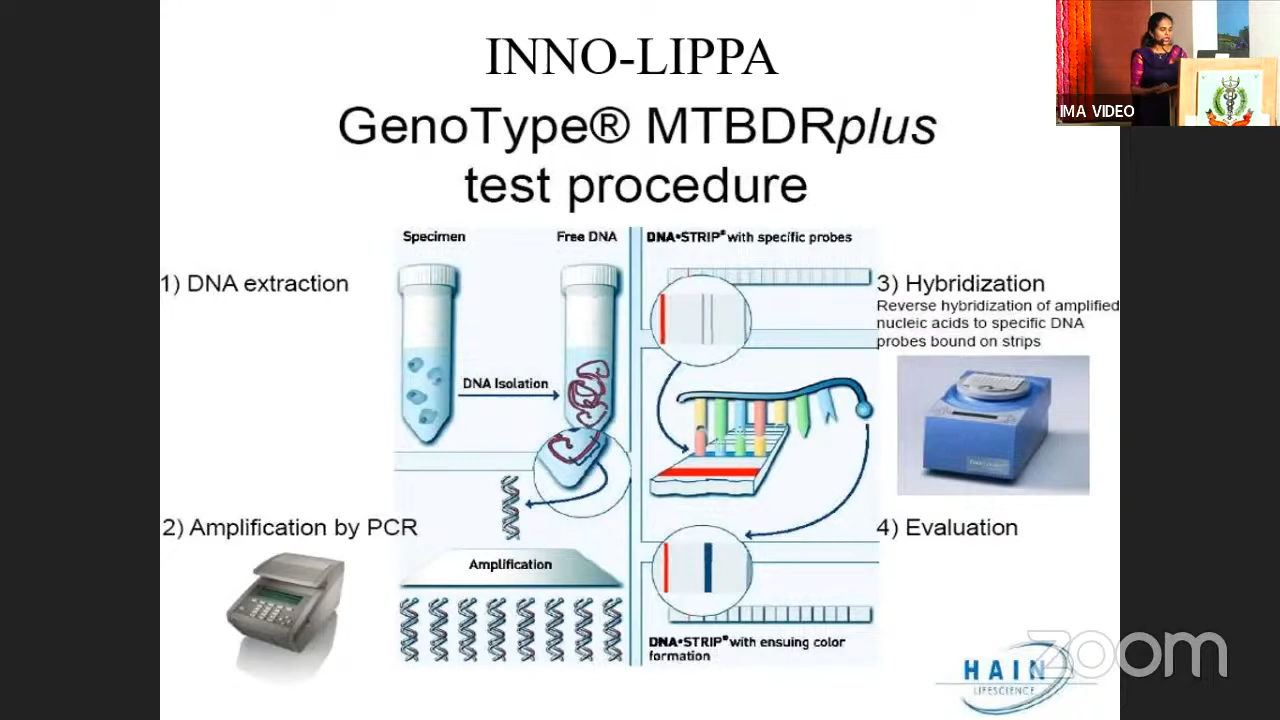 INNO-LIPPA
GenoType® MTBDRplus
test procedure
IMA VIDEO
Specimen
Free DNA
DNA•STRIP® with specific probes
1) DNA extraction
3) Hybridization
Reverse hybridization of amplified
nucleic acids to specific DNA
probes bound on strips
DNA Isolation
2) Amplification by PCR
4) Evaluation
Amplification
DNA•STRIP® with ensuing color
formation
HAIN
LIFESCIENCE
zoom